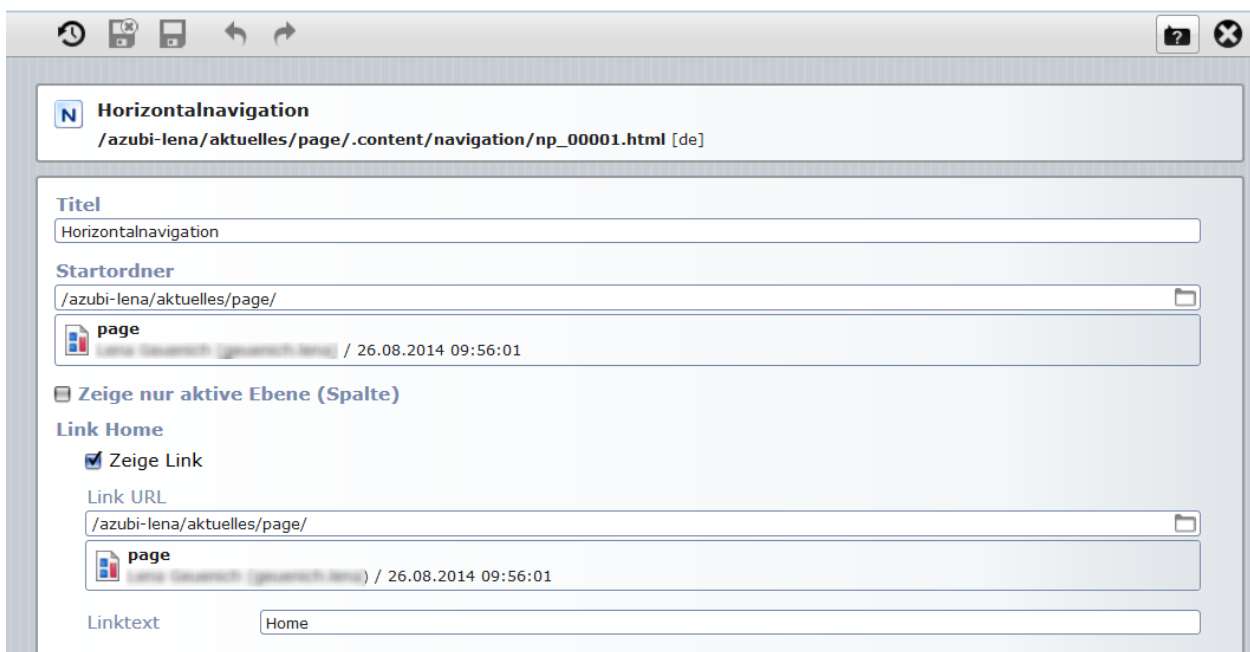 Horizontalnavigation
/azubi-lena/aktuelles/page/.content/navigation/np_00001.html [de]
Titel
Horizontalnavigation
Startordner
/azubi-lena/aktuelles/page/
page
/ 26.08.2014 09:56:01
Zeige nur aktive Ebene (Spalte)
Link Home
Zeige Link
Link URL
/azubi-lena/aktuelles/page/
page
) / 26.08.2014 09:56:01
Linktext
Home